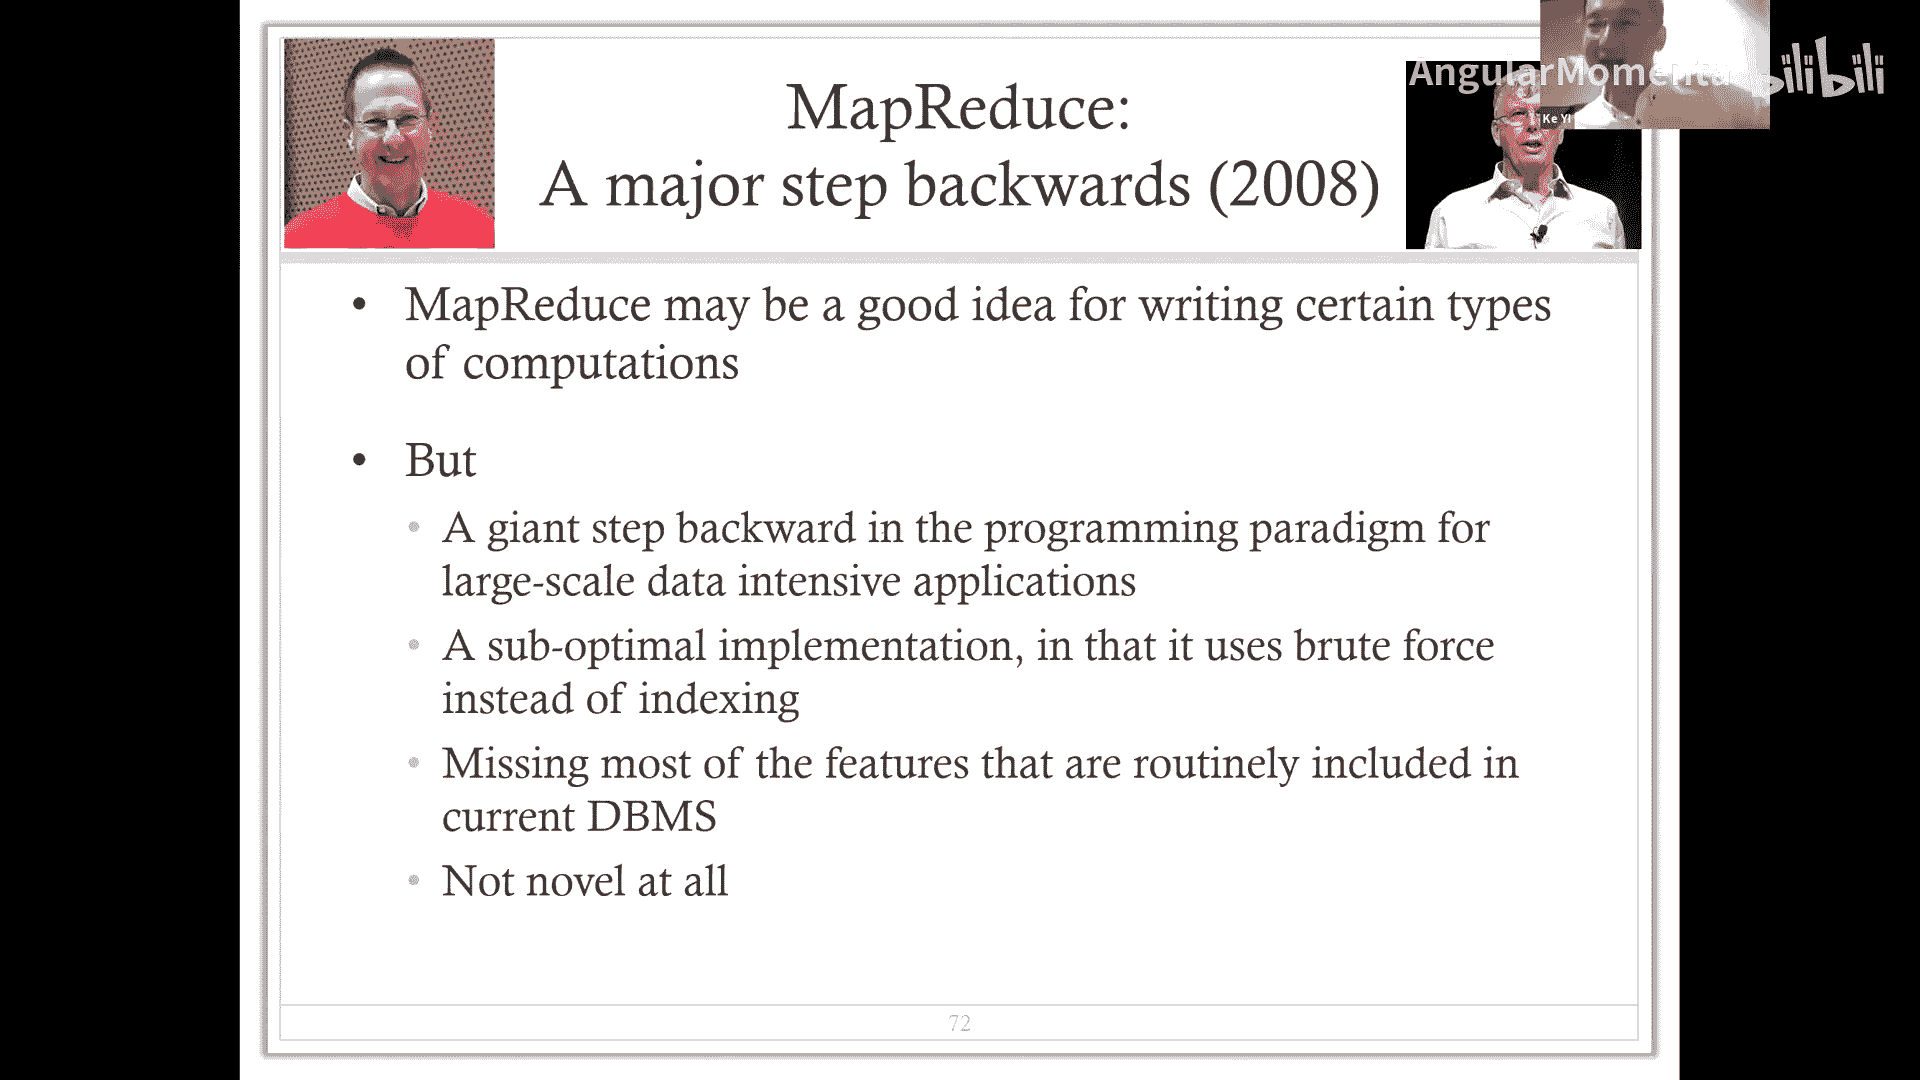 AngularMomenta
bilibili
Ke Yi
MapReduce:
A major step backwards (2008)
• MapReduce may be a good idea for writing certain types
of computations
• But
• A giant step backward in the programming paradigm for
large-scale data intensive applications
• A sub-optimal implementation, in that it uses brute force
instead of indexing
• Missing most of the features that are routinely included in
current DBMS
• Not novel at all
72